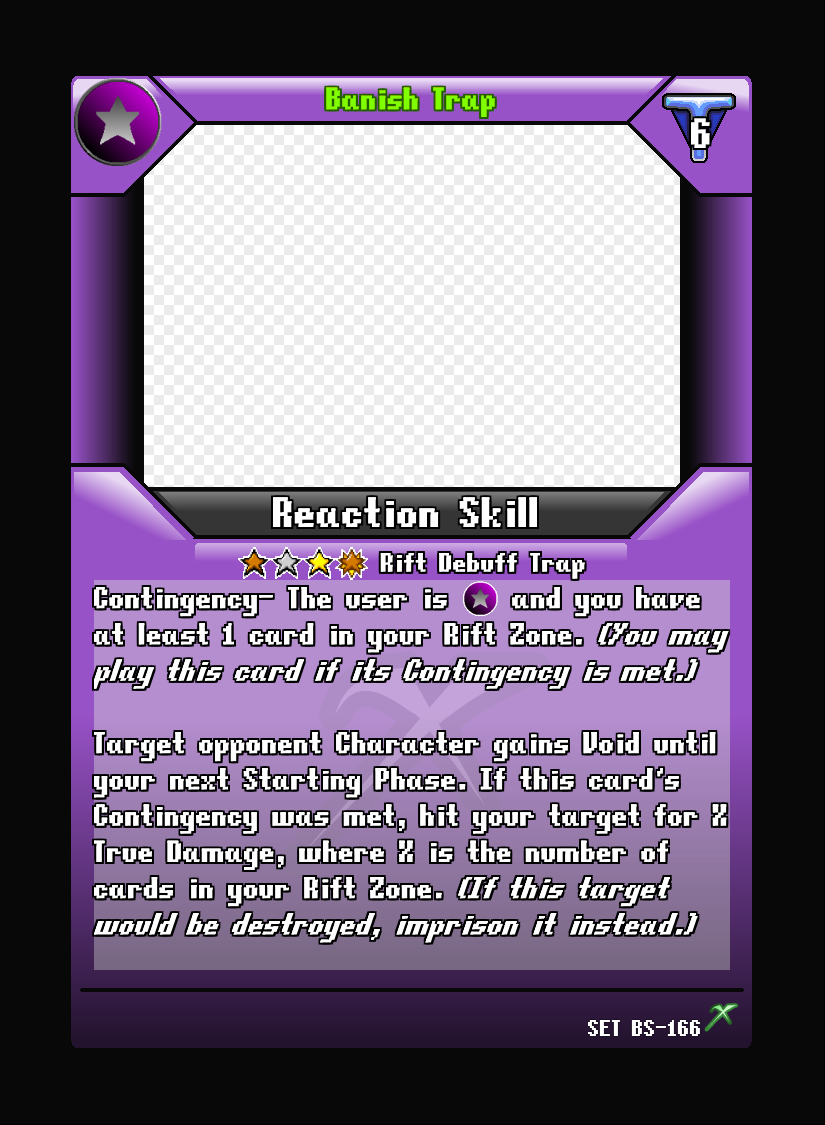 Banish Trap
6
Reaction Skill
Rift Debuff Trap
Contingency- The user is and you have
at least 1 card in your Rift Zone. (You may
play this card if its Contingency is met.)
Target opponent Character gains Void until
your next Starting Phase. If this card's
Contingency was met, hit your target for X
True Damage, where X is the number of
cards in your Rift Zone. (If this target
would be destroyed, imprison it instead.)
SET BS-166